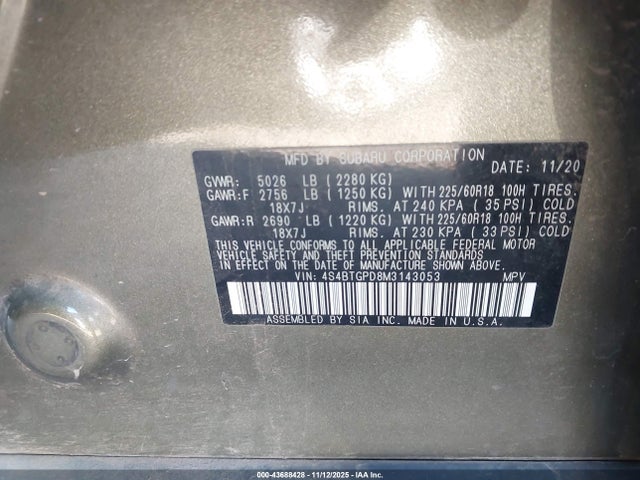 MFD BY SUBARU CORPORATION
DATE: 11/20
GVWR: 5026 LB (2280 KG)
GAWR:F 2756 LB (1250 KG) WITH 225/60R18 100H TIRES.
18X7J RIMS. AT 240 KPA (35 PSI) COLD
GAWR:R 2690 LB (1220 KG) WITH 225/60R18 100H TIRES.
18X7J RIMS. AT 230 KPA (33 PSI) COLD
THIS VEHICLE CONFORMS TO ALL APPLICABLE FEDERAL MOTOR
VEHICLE SAFETY AND THEFT PREVENTION STANDARDS
IN EFFECT ON THE DATE OF MANUFACTURE SHOWN ABOVE.
VIN: 4S4BTGPD8M3143053 MPV
ASSEMBLED BY SIA INC. IN U.S.A.
000-43688428 - 11/12/2025 - IAA Inc.